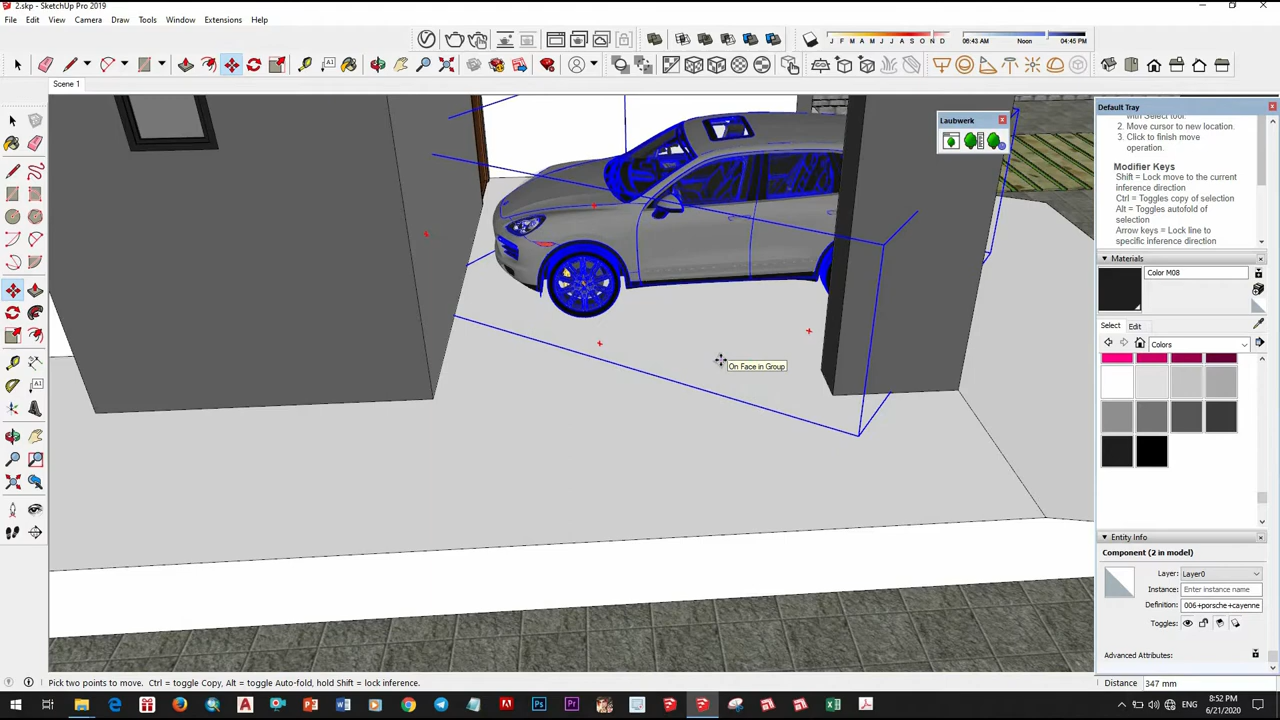 2.skp - SketchUp Pro 2019
File Edit View Camera Draw Tools Window Extensions Help
J F M A M J J A S O N D
06:43 AM Noon 04:45 PM
Scene 1
Default Tray
Laubwerk
with Select tool.
2. Move cursor to new location.
3. Click to finish move
operation.
Modifier Keys
Shift = Lock move to the current
inference direction
Ctrl = Toggles copy of selection
Alt = Toggles autofold of
selection
Arrow keys = Lock line to
specific inference direction
Materials
Color M08
Select Edit
Colors
On Face in Group
Entity Info
Component (2 in model)
Layer: Layer0
Instance: Enter instance name
Definition: 006+porsche+cayenne
Toggles:
Advanced Attributes:
Pick two points to move. Ctrl = toggle Copy, Alt = toggle Auto-fold, hold Shift = lock inference.
Distance 347 mm
8:52 PM
6/21/2020